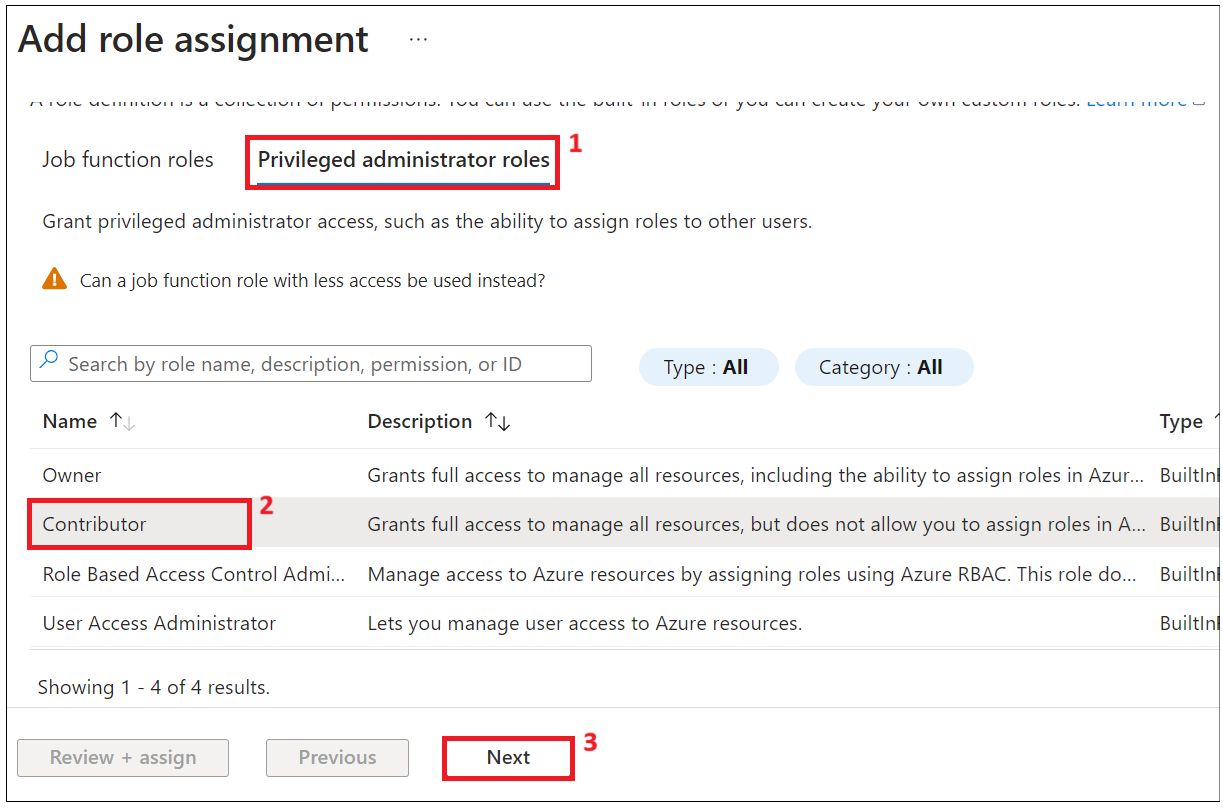 Add role assignment ...
A role definition is a collection of permissions. You can use the built-in roles or you can create your own custom roles. Learn more
Job function roles
Privileged administrator roles
1
Grant privileged administrator access, such as the ability to assign roles to other users.
Can a job function role with less access be used instead?
Search by role name, description, permission, or ID
Type : All
Category : All
Name ↑↓ Description ↑↓ Type ↑
Owner Grants full access to manage all resources, including the ability to assign roles in Azur... BuiltIn
2
Contributor Grants full access to manage all resources, but does not allow you to assign roles in A... BuiltIn
Role Based Access Control Admi... Manage access to Azure resources by assigning roles using Azure RBAC. This role do... BuiltIn
User Access Administrator Lets you manage user access to Azure resources. BuiltIn
Showing 1 - 4 of 4 results.
Review + assign
Previous
Next
3